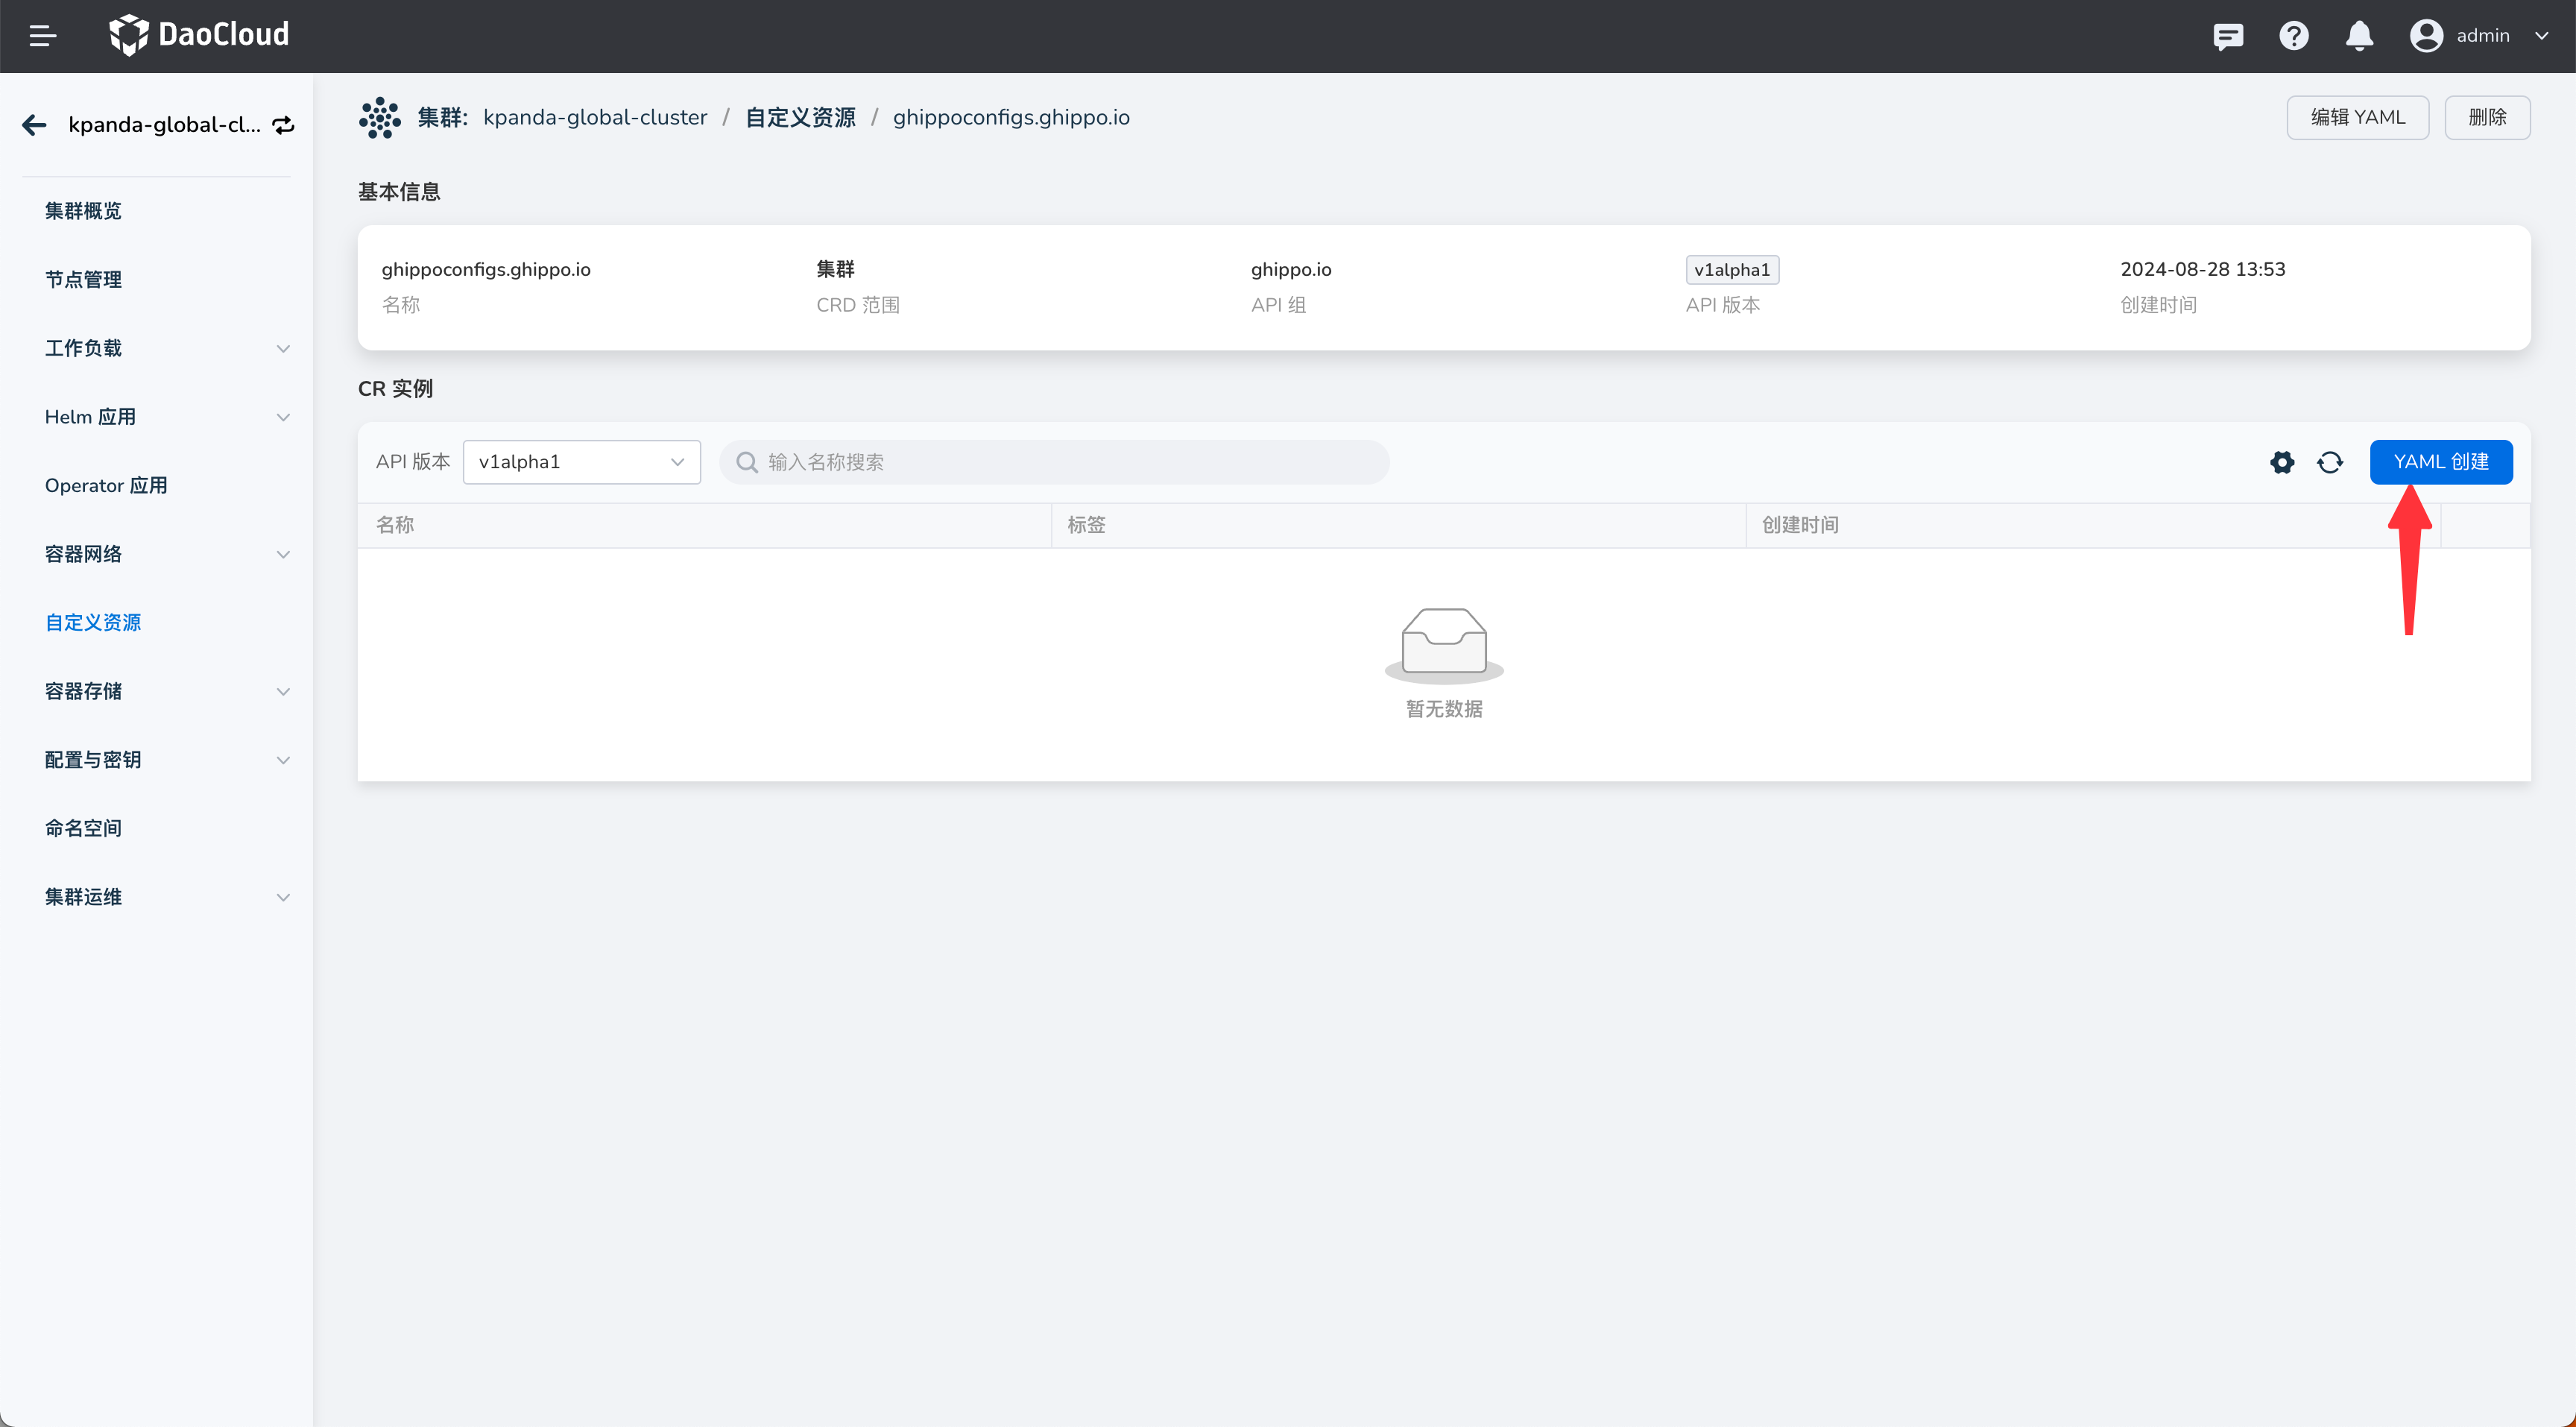 DaoCloud
admin
kpanda-global-cl...
集群概览
节点管理
工作负载
Helm 应用
Operator 应用
容器网络
自定义资源
容器存储
配置与密钥
命名空间
集群运维
集群: kpanda-global-cluster / 自定义资源 / ghippoconfigs.ghippo.io
编辑 YAML
删除
基本信息
ghippoconfigs.ghippo.io
名称
集群
CRD 范围
ghippo.io
API 组
v1alpha1
API 版本
2024-08-28 13:53
创建时间
CR 实例
API 版本
v1alpha1
输入名称搜索
YAML 创建
名称
标签
创建时间
暂无数据